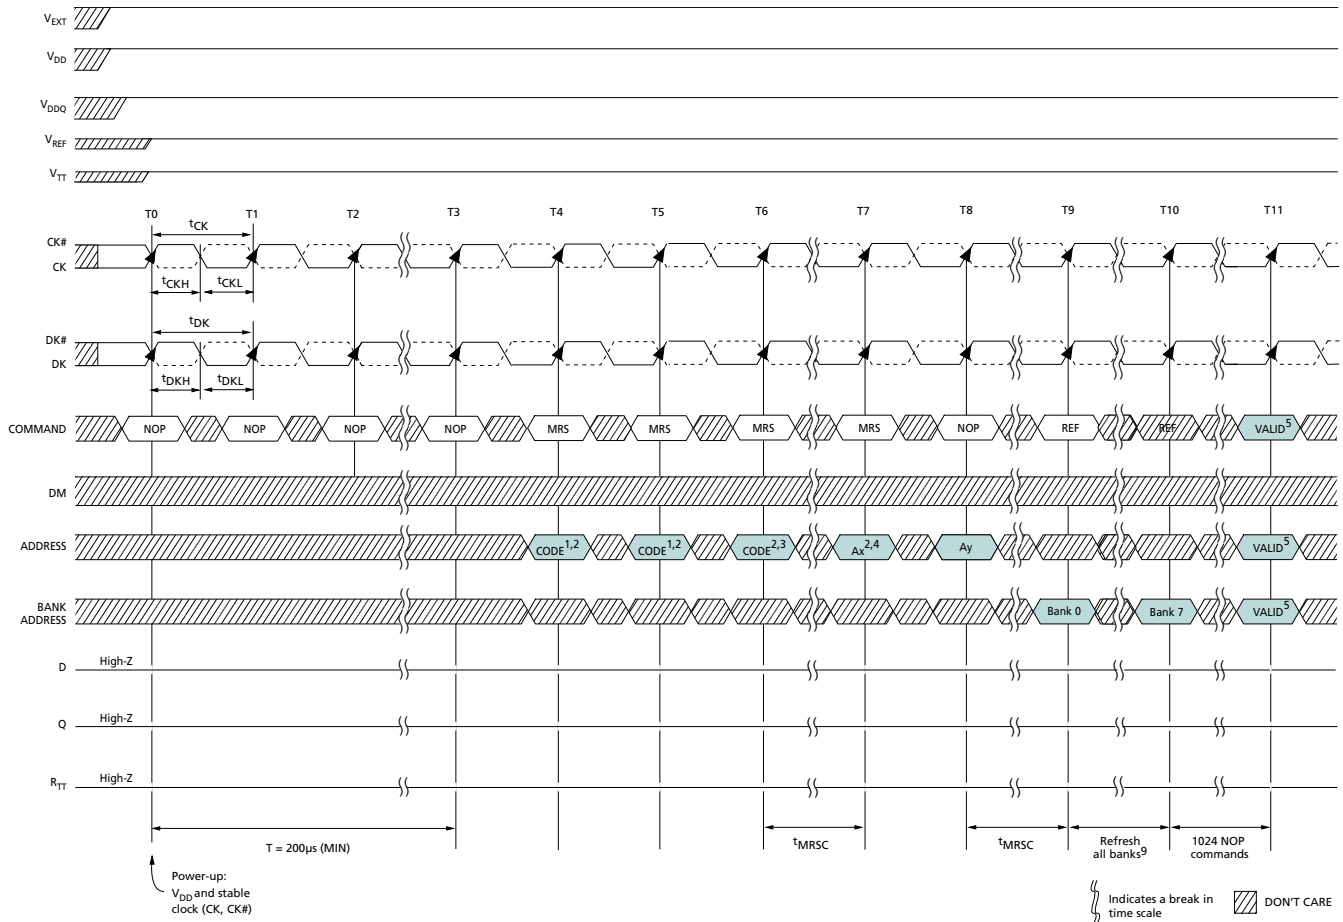 VEXT
VDD
VDDQ
VREF
VTT
T0 T1 T2 T3 T4 T5 T6 T7 T8 T9 T10 T11
tCK
CK#
CK
tCKH tCKL
tDK
DK#
DK
tDKH tDKL
COMMAND NOP NOP NOP NOP MRS MRS MRS MRS NOP REF REF VALID5
DM
ADDRESS CODE1,2 CODE1,2 CODE2,3 Ax2,4 Ay VALID5
BANK
ADDRESS
Bank 0 Bank 7 VALID5
D High-Z
Q High-Z
RTT High-Z
T = 200µs (MIN)
tMRSC
tMRSC
Refresh
all banks9
1024 NOP
commands
Power-up:
VDD and stable
clock (CK, CK#)
Indicates a break in
time scale
DON'T CARE